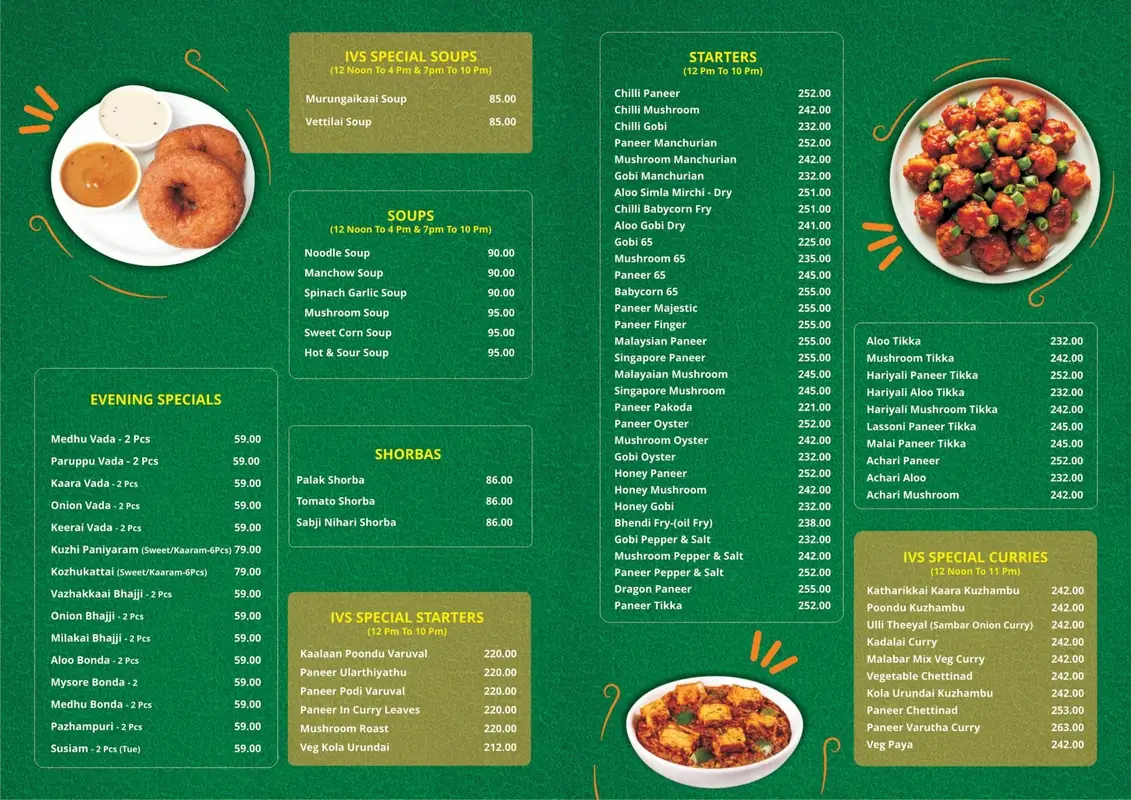 IVS SPECIAL SOUPS
(12 Noon To 4 Pm & 7pm To 10 Pm)
Murungaikaai Soup 85.00
Vettilai Soup 85.00
SOUPS
(12 Noon To 4 Pm & 7pm To 10 Pm)
Noodle Soup 90.00
Manchow Soup 90.00
Spinach Garlic Soup 90.00
Mushroom Soup 95.00
Sweet Corn Soup 95.00
Hot & Sour Soup 95.00
EVENING SPECIALS
Medhu Vada - 2 Pcs 59.00
Paruppu Vada - 2 Pcs 59.00
Kaara Vada - 2 Pcs 59.00
Onion Vada - 2 Pcs 59.00
Keerai Vada - 2 Pcs 59.00
Kuzhi Paniyaram (Sweet/Kaaram-6Pcs) 79.00
Kozhukattai (Sweet/Kaaram-6Pcs) 79.00
Vazhakkaai Bhajji - 2 Pcs 59.00
Onion Bhajji - 2 Pcs 59.00
Milakai Bhajji - 2 Pcs 59.00
Aloo Bonda - 2 Pcs 59.00
Mysore Bonda - 2 59.00
Medhu Bonda - 2 Pcs 59.00
Pazhampuri - 2 Pcs 59.00
Susiam - 2 Pcs (Tue) 59.00
SHORBAS
Palak Shorba 86.00
Tomato Shorba 86.00
Sabji Nihari Shorba 86.00
IVS SPECIAL STARTERS
(12 Pm To 10 Pm)
Kaalaan Poondu Varuval 220.00
Paneer Ularthiyathu 220.00
Paneer Podi Varuval 220.00
Paneer In Curry Leaves 220.00
Mushroom Roast 220.00
Veg Kola Urundai 212.00
STARTERS
(12 Pm To 10 Pm)
Chilli Paneer 252.00
Chilli Mushroom 242.00
Chilli Gobi 232.00
Paneer Manchurian 252.00
Mushroom Manchurian 242.00
Gobi Manchurian 232.00
Aloo Simla Mirchi - Dry 251.00
Chilli Babycorn Fry 251.00
Aloo Gobi Dry 241.00
Gobi 65 225.00
Mushroom 65 235.00
Paneer 65 245.00
Babycorn 65 255.00
Paneer Majestic 255.00
Paneer Finger 255.00
Malaysian Paneer 255.00
Singapore Paneer 255.00
Malayaian Mushroom 245.00
Singapore Mushroom 245.00
Paneer Pakoda 221.00
Paneer Oyster 252.00
Mushroom Oyster 242.00
Gobi Oyster 232.00
Honey Paneer 252.00
Honey Mushroom 242.00
Honey Gobi 232.00
Bhendi Fry-(oil Fry) 238.00
Gobi Pepper & Salt 232.00
Mushroom Pepper & Salt 242.00
Paneer Pepper & Salt 252.00
Dragon Paneer 255.00
Paneer Tikka 252.00
Aloo Tikka 232.00
Mushroom Tikka 242.00
Hariyali Paneer Tikka 252.00
Hariyali Aloo Tikka 232.00
Hariyali Mushroom Tikka 242.00
Lassoni Paneer Tikka 245.00
Malai Paneer Tikka 245.00
Achari Paneer 252.00
Achari Aloo 232.00
Achari Mushroom 242.00
IVS SPECIAL CURRIES
(12 Noon To 11 Pm)
Katharikkai Kaara Kuzhambu 242.00
Poondu Kuzhambu 242.00
Ulli Theeyal (Sambar Onion Curry) 242.00
Kadalai Curry 242.00
Malabar Mix Veg Curry 242.00
Vegetable Chettinad 242.00
Kola Urundai Kuzhambu 242.00
Paneer Chettinad 253.00
Paneer Varutha Curry 263.00
Veg Paya 242.00